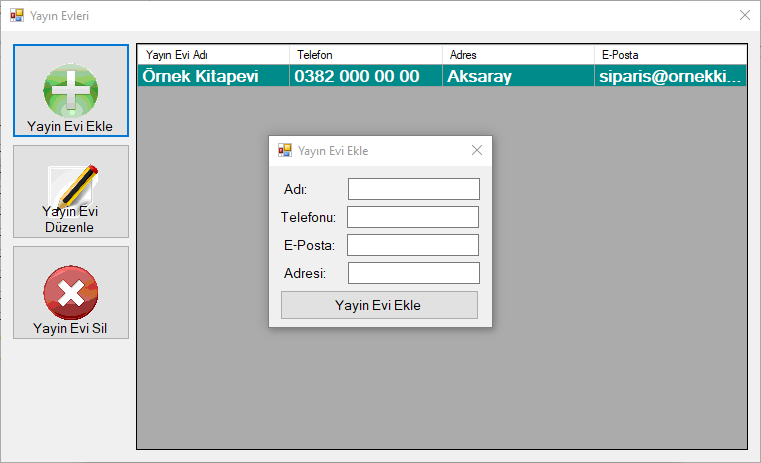 Yayın Evleri
Yayin Evi Ekle
Yayin Evi
Düzenle
Yayin Evi Sil
Yayın Evi Adı Telefon Adres E-Posta
Örnek Kitapevi 0382 000 00 00 Aksaray siparis@ornekki...
Yayın Evi Ekle
Adı:
Telefonu:
E-Posta:
Adresi:
Yayin Evi Ekle